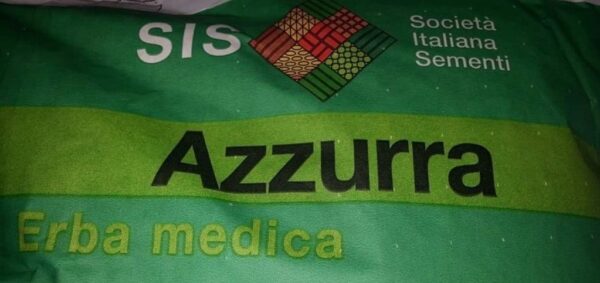 SIS
Società
Italiana
Sementi
Azzurra
Erba medica